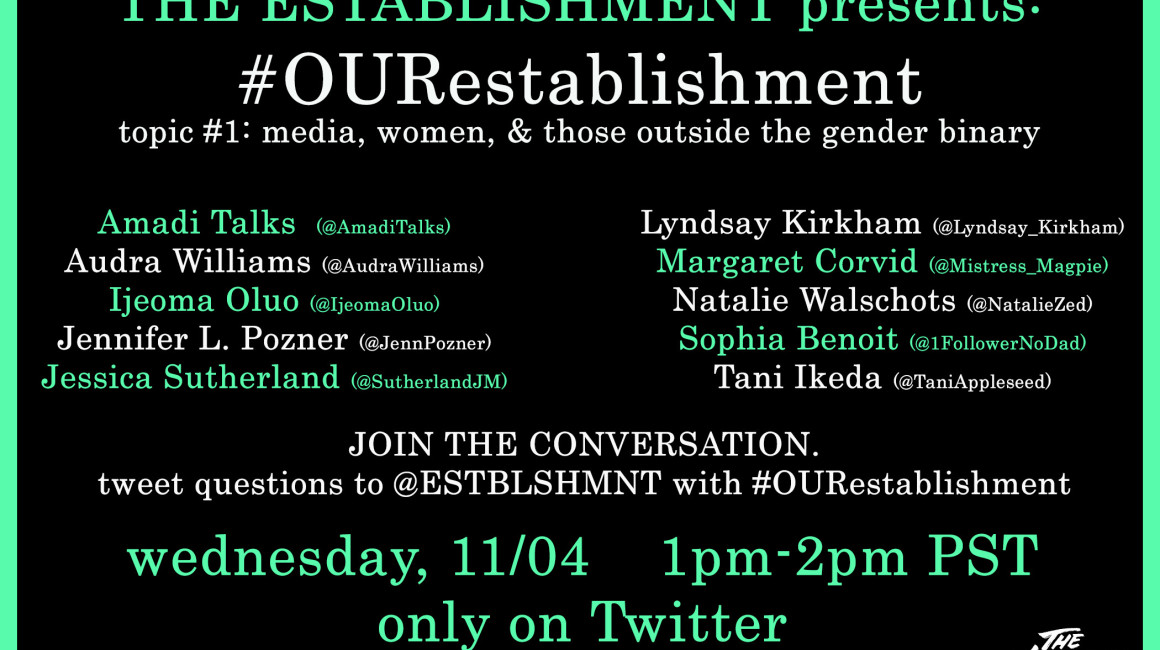 THE ESTABLISHMENT presents:
#OURestablishment
topic #1: media, women, & those outside the gender binary
Amadi Talks (@AmadiTalks)
Audra Williams (@AudraWilliams)
Ijeoma Oluo (@IjeomaOluo)
Jennifer L. Pozner (@JennPozner)
Jessica Sutherland (@SutherlandJM)
Lyndsay Kirkham (@Lyndsay_Kirkham)
Margaret Corvid (@Mistress_Magpie)
Natalie Walschots (@NatalieZed)
Sophia Benoit (@1FollowerNoDad)
Tani Ikeda (@TaniAppleseed)
JOIN THE CONVERSATION.
tweet questions to @ESTBLSHMNT with #OURestablishment
wednesday, 11/04 1pm-2pm PST
only on Twitter
THE